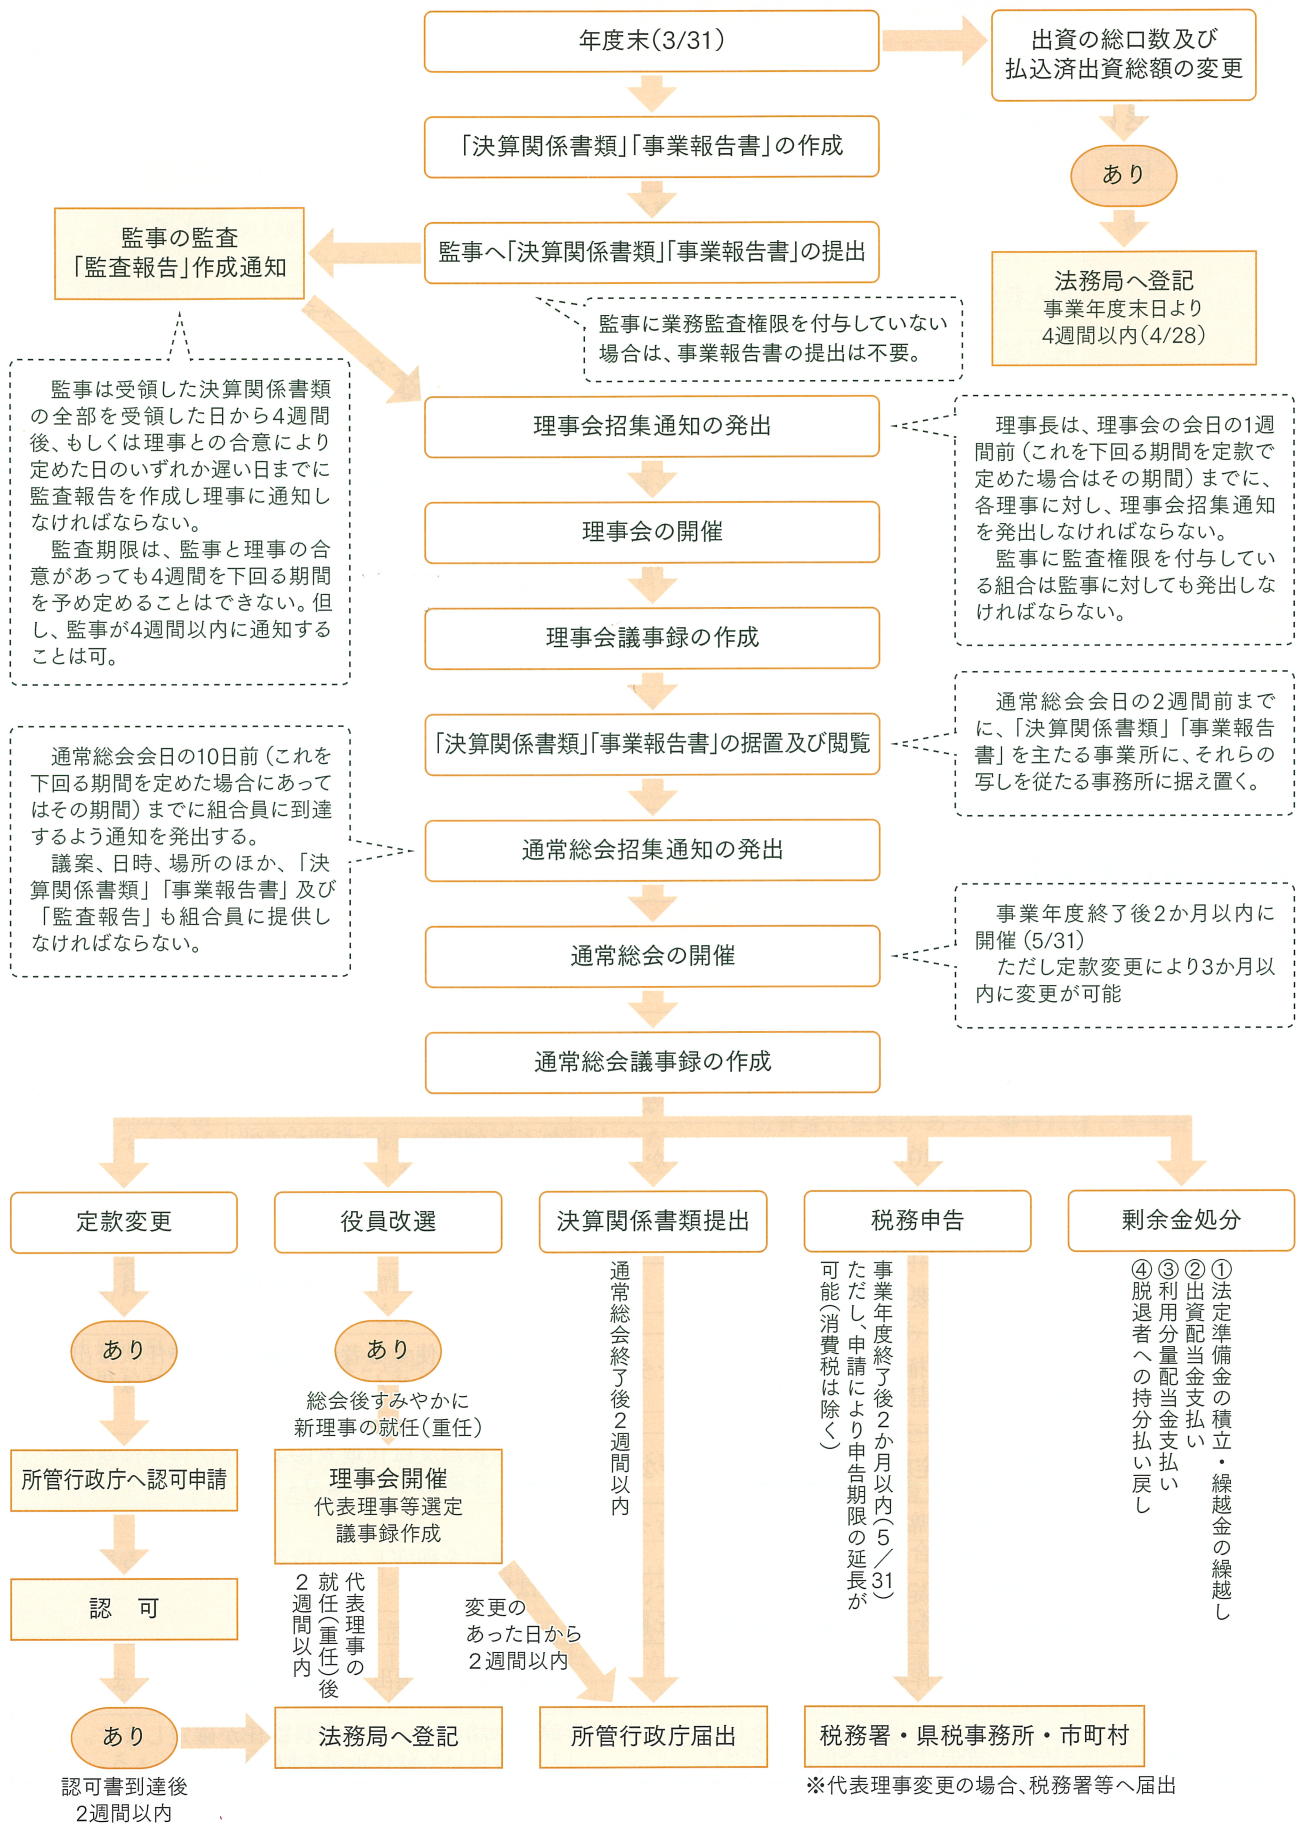 年度末(3/31)
出資の総口数及び
払込済出資総額の変更
あり
法務局へ登記
事業年度末日より
4週間以内(4/28)
「決算関係書類」「事業報告書」の作成
監事へ「決算関係書類」「事業報告書」の提出
監事の監査
「監査報告」作成通知
監事に業務監査権限を付与していない
場合は、事業報告書の提出は不要。
監事は受領した決算関係書類
の全部を受領した日から4週間
後、もしくは理事との合意により
定めた日のいずれか遅い日までに
監査報告を作成し理事に通知し
なければならない。
監査期限は、監事と理事の合
意があっても4週間を下回る期間
を予め定めることはできない。但
し、監事が4週間以内に通知する
ことは可。
理事会招集通知の発出
理事長は、理事会の会日の1週
間前(これを下回る期間を定款で
定めた場合はその期間)までに、
各理事に対し、理事会招集通知
を発出しなければならない。
監事に監査権限を付与してい
る組合は監事に対しても発出しな
ければならない。
理事会の開催
理事会議事録の作成
「決算関係書類」「事業報告書」の据置及び閲覧
通常総会会日の2週間前まで
に、「決算関係書類」「事業報告
書」を主たる事業所に、それらの
写しを従たる事務所に据え置く。
通常総会会日の10日前(これを
下回る期間を定めた場合にあって
はその期間)までに組合員に到達
するよう通知を発出する。
議案、日時、場所のほか、「決
算関係書類」「事業報告書」及び
「監査報告」も組合員に提供し
なければならない。
通常総会招集通知の発出
通常総会の開催
事業年度終了後2か月以内に
開催(5/31)
ただし定款変更により3か月以
内に変更が可能
通常総会議事録の作成
定款変更
あり
所管行政庁へ認可申請
認 可
あり
認可書到達後
2週間以内
役員改選
あり
総会後すみやかに
新理事の就任(重任)
理事会開催
代表理事等選定
議事録作成
代表理事の
就任(重任)後
2週間以内
変更の
あった日から
2週間以内
法務局へ登記
決算関係書類提出
通常総会終了後2週間以内
所管行政庁届出
税務申告
事業年度終了後2か月以内(5/31)
ただし、申請により申告期限の延長が
可能(消費税は除く)
税務署・県税事務所・市町村
※代表理事変更の場合、税務署等へ届出
剰余金処分
①法定準備金の積立・繰越金の繰越し
②出資配当金支払い
③利用分量配当金支払い
④脱退者への持分払い戻し